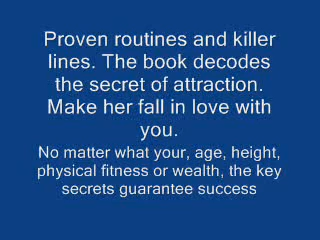 Proven routines and killer
lines. The book decodes
the secret of attraction.
Make her fall in love with
you.
No matter what your, age, height,
physical fitness or wealth, the key
secrets guarantee success